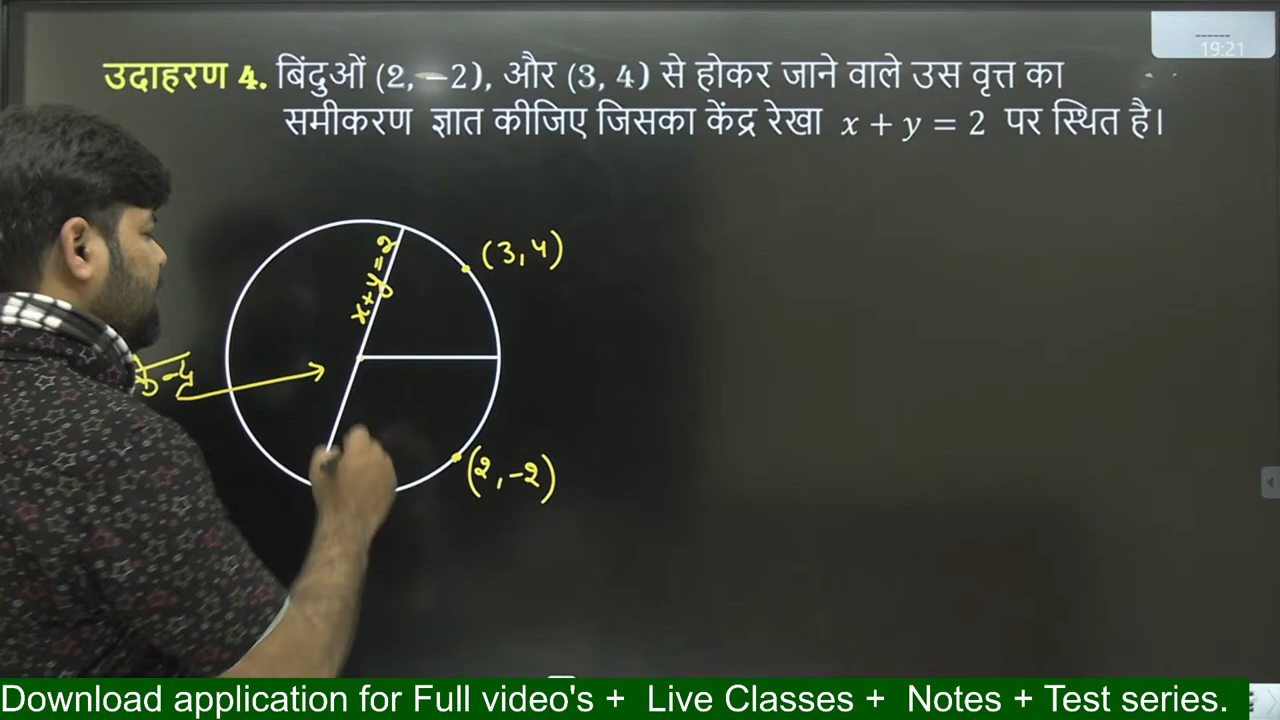 19:21
उदाहरण 4. बिंदुओं (2, −2), और (3, 4) से होकर जाने वाले उस वृत्त का
समीकरण ज्ञात कीजिए जिसका केंद्र रेखा x + y = 2 पर स्थित है।
(3,4)
x+y=2
(2,-2)
Download application for Full video's + Live Classes + Notes + Test series.